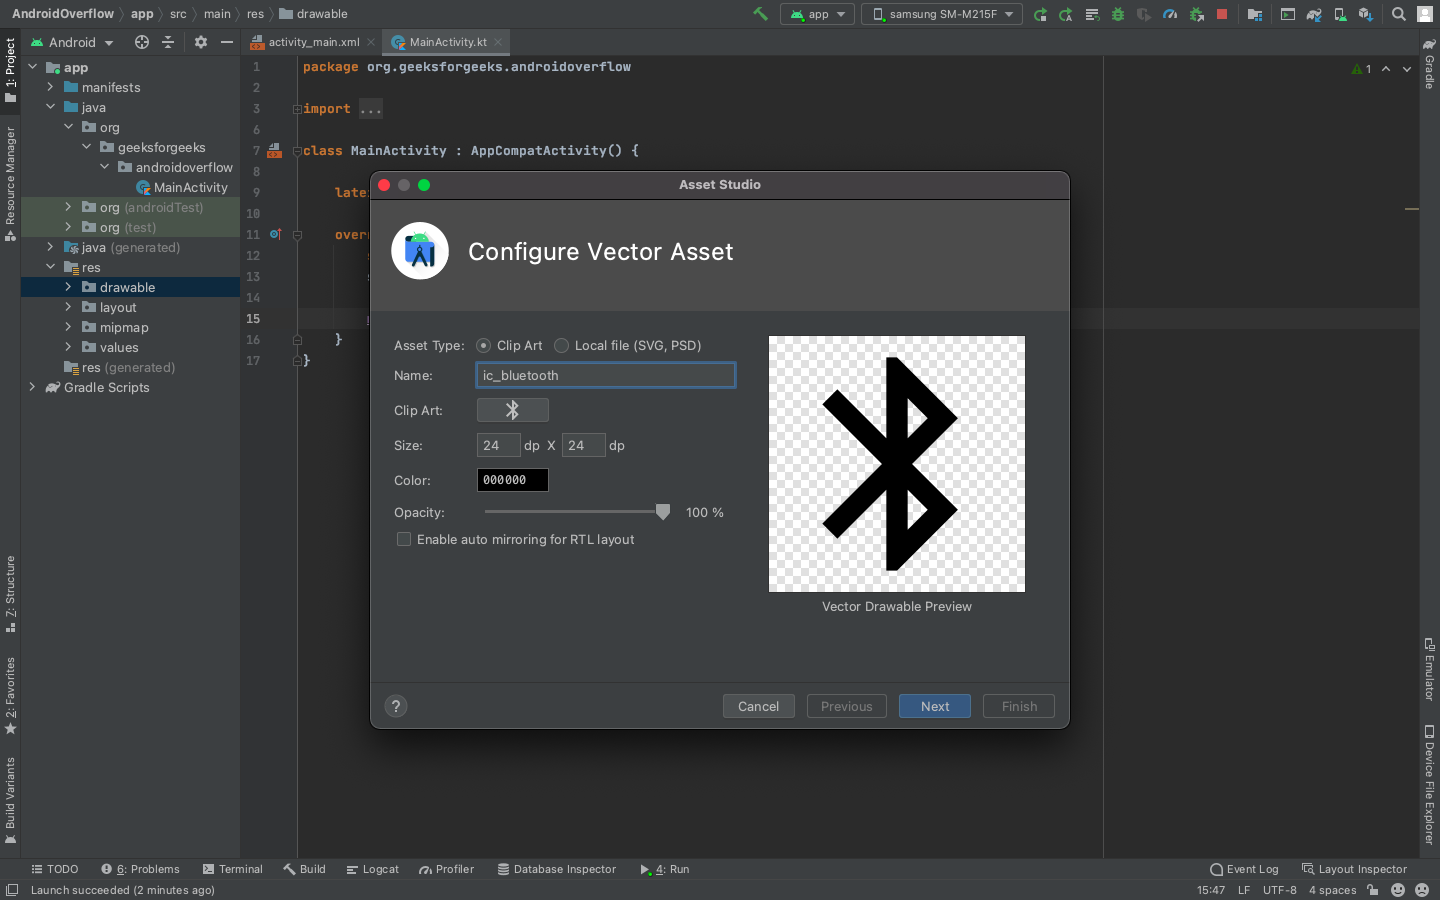 AndroidOverflow app src main res drawable app samsung SM-M215F
Android activity_main.xml MainActivity.kt
1: Project
Resource Manager
7: Structure
2: Favorites
Build Variants
app
manifests
java
org
geeksforgeeks
androidoverflow
MainActivity
org (androidTest)
org (test)
java (generated)
res
drawable
layout
mipmap
values
res (generated)
Gradle Scripts
1 package org.geeksforgeeks.androidoverflow
2
3 import ...
6
7 class MainActivity : AppCompatActivity() {
8
9
10
11
12
13
14
15
16 }
17 }
1
Asset Studio
Configure Vector Asset
Asset Type: Clip Art Local file (SVG, PSD)
Name: ic_bluetooth
Clip Art:
Size: 24 dp X 24 dp
Color: 000000
Opacity: 100 %
Enable auto mirroring for RTL layout
Vector Drawable Preview
? Cancel Previous Next Finish
Gradle
Emulator
Device File Explorer
TODO 6: Problems Terminal Build Logcat Profiler Database Inspector 4: Run Event Log Layout Inspector
Launch succeeded (2 minutes ago) 15:47 LF UTF-8 4 spaces